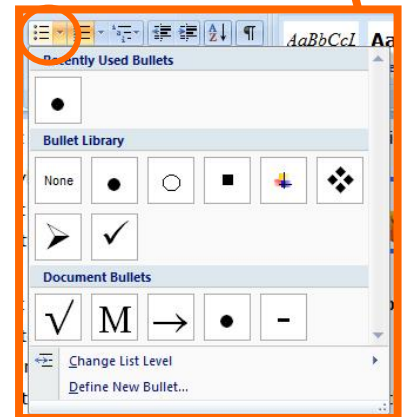 AaBbCcI Aa
Recently Used Bullets
Bullet Library
None
Document Bullets
√ M → • -
Change List Level
Define New Bullet...